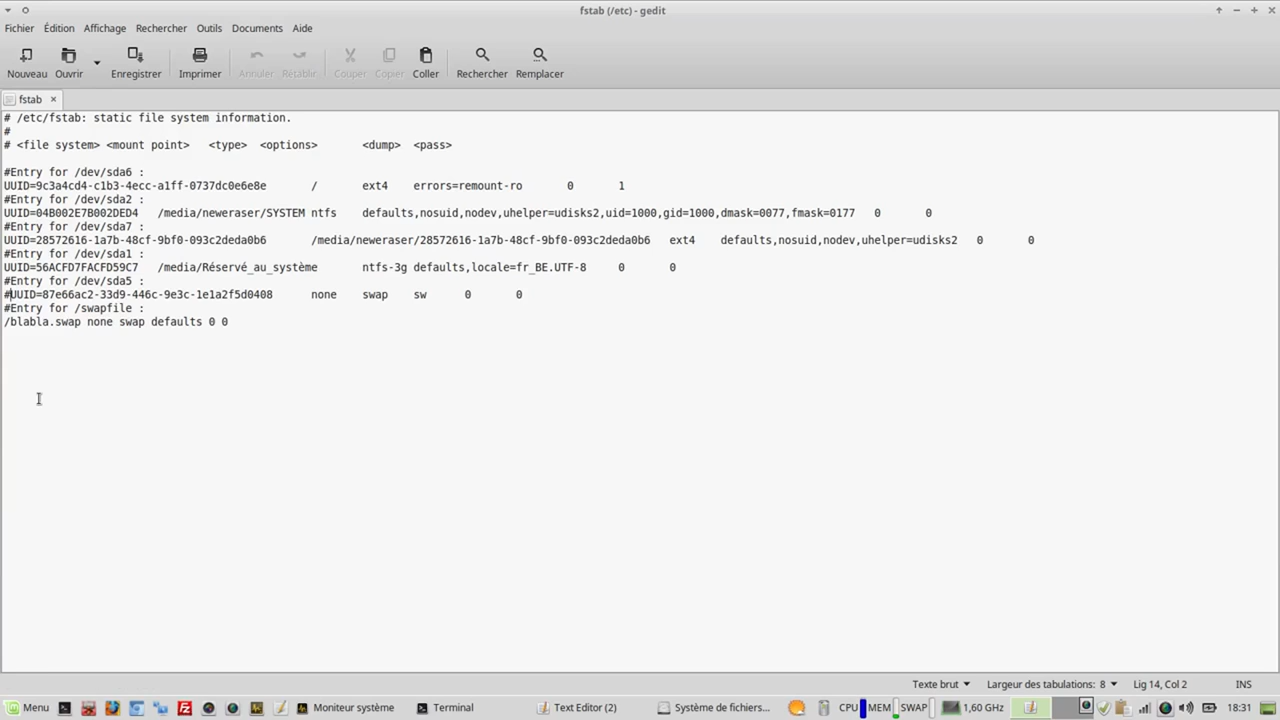 fstab (/etc) - gedit
Fichier Édition Affichage Rechercher Outils Documents Aide
Nouveau Ouvrir Enregistrer Imprimer Annuler Rétablir Couper Copier Coller Rechercher Remplacer
fstab
# /etc/fstab: static file system information.
#
# <file system> <mount point> <type> <options> <dump> <pass>
#Entry for /dev/sda6 :
UUID=9c3a4cd4-c1b3-4ecc-a1ff-0737dc0e6e8e / ext4 errors=remount-ro 0 1
#Entry for /dev/sda2 :
UUID=04B002E7B002DED4 /media/neweraser/SYSTEM ntfs defaults,nosuid,nodev,uhelper=udisks2,uid=1000,gid=1000,dmask=0077,fmask=0177 0 0
#Entry for /dev/sda7 :
UUID=28572616-1a7b-48cf-9bf0-093c2deda0b6 /media/neweraser/28572616-1a7b-48cf-9bf0-093c2deda0b6 ext4 defaults,nosuid,nodev,uhelper=udisks2 0 0
#Entry for /dev/sda1 :
UUID=56ACFD7FACFD59C7 /media/Réservé_au_système ntfs-3g defaults,locale=fr_BE.UTF-8 0 0
#Entry for /dev/sda5 :
#UUID=87e66ac2-33d9-446c-9e3c-1e1a2f5d0408 none swap sw 0 0
#Entry for /swapfile :
/blabla.swap none swap defaults 0 0
Texte brut Largeur des tabulations: 8 Lig 14, Col 2 INS
Menu Moniteur système Terminal Text Editor (2) Système de fichiers... CPU MEM SWAP 1,60 GHz 18:31